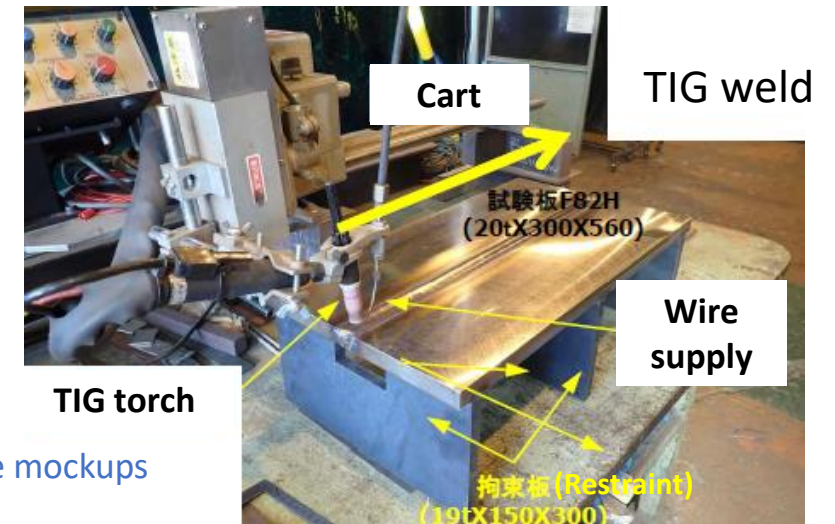 Cart
TIG weld
試験板F82H
(20tX300X560)
Wire
supply
TIG torch
e mockups
拘束板(Restraint)
(19tX150X300)